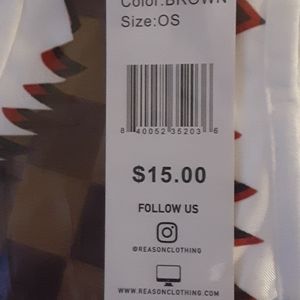 Color:BROWN
Size:OS
8 40052 35203 6
$15.00
FOLLOW US
@REASONCLOTHING
WWW.REASONCLOTHING.COM